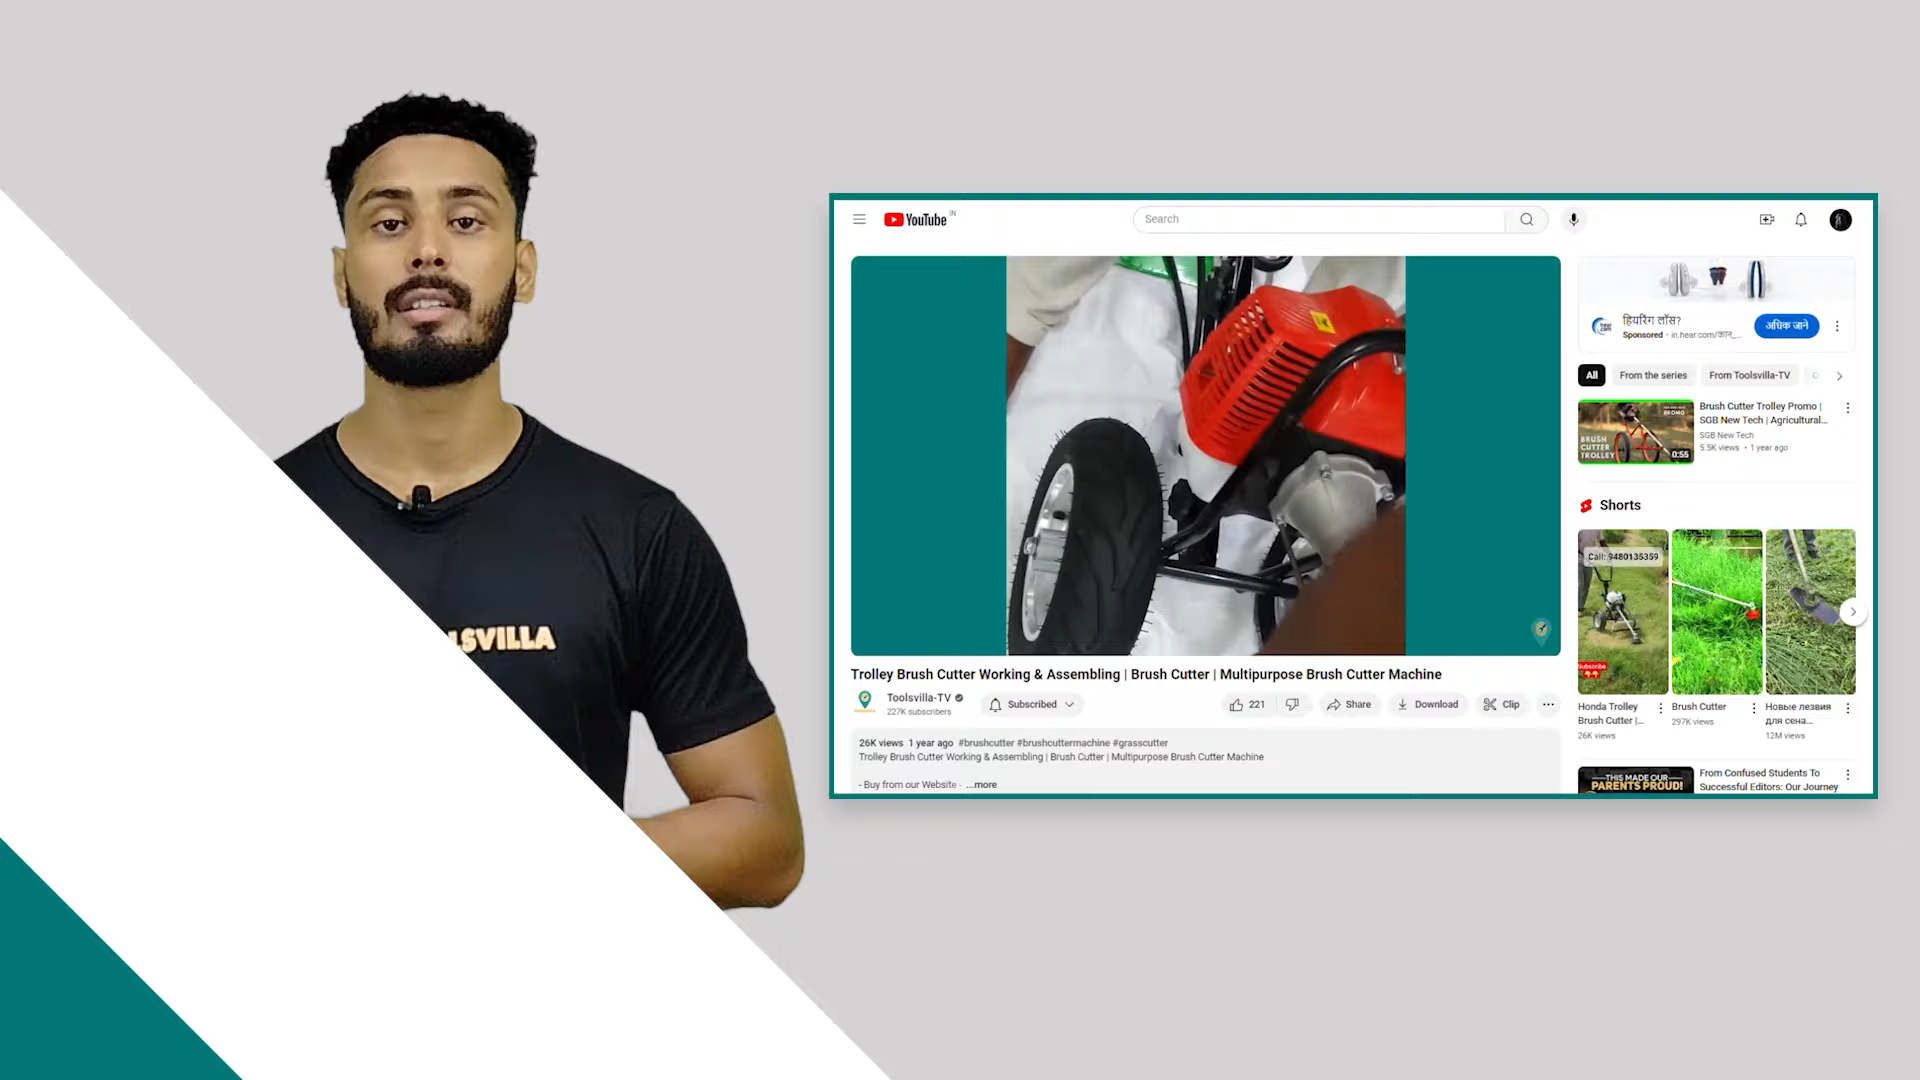 LSVILLA
YouTube IN
Search
हियरिंग लॉस?
Sponsored · in.hear.com/कान_...
अधिक जाने
All
From the series
From Toolsvilla-TV
Brush Cutter Trolley Promo |
SGB New Tech | Agricultural...
SGB New Tech
5.5K views • 1 year ago
BRUSH
CUTTER
TROLLEY
PROMO
0:55
Shorts
Call: 9480135359
Subscribe
Honda Trolley
Brush Cutter |...
26K views
Brush Cutter
297K views
Новые лезвия
для сена...
12M views
Trolley Brush Cutter Working & Assembling | Brush Cutter | Multipurpose Brush Cutter Machine
Toolsvilla-TV
227K subscribers
Subscribed
221
Share
Download
Clip
26K views 1 year ago #brushcutter #brushcuttermachine #grasscutter
Trolley Brush Cutter Working & Assembling | Brush Cutter | Multipurpose Brush Cutter Machine
- Buy from our Website - ...more
THIS MADE OUR
PARENTS PROUD!
From Confused Students To
Successful Editors: Our Journey